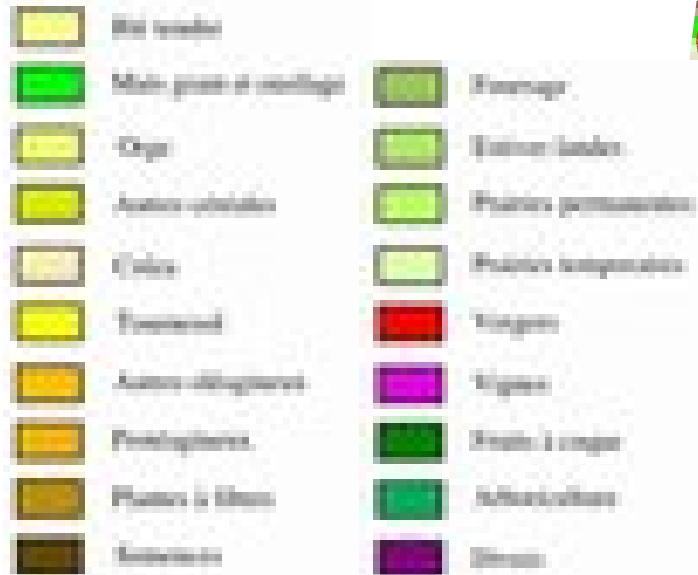 Blé tendre
Maïs grain et ensilage
Orge
Autres céréales
Colza
Tournesol
Autres oléagineux
Protéagineux
Plantes à fibres
Semences
Fourrage
Estives landes
Prairies permanentes
Prairies temporaires
Vergers
Vignes
Fruits à coque
Arboriculture
Divers